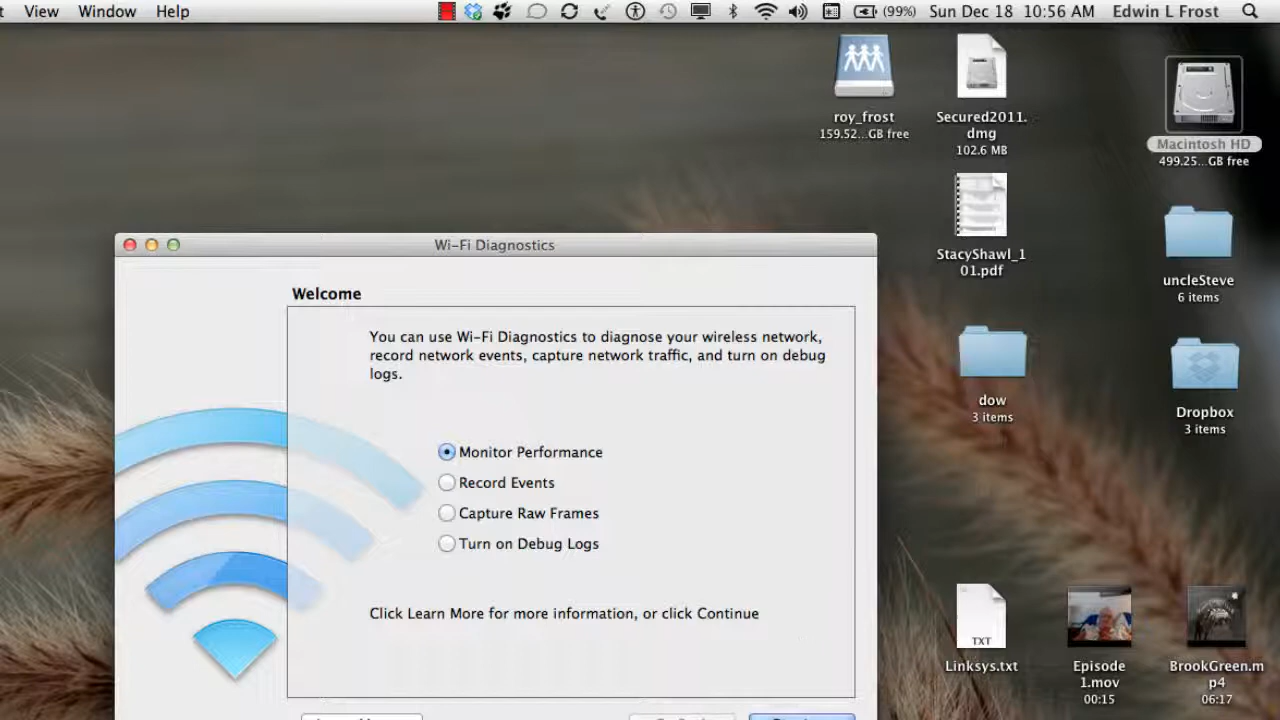 View Window Help (99%) Sun Dec 18 10:56 AM Edwin L Frost
roy_frost
159.52...GB free
Secured2011.
dmg
102.6 MB
Macintosh HD
499.25...GB free
StacyShawl_1
01.pdf
uncleSteve
6 items
dow
3 items
Dropbox
3 items
Wi-Fi Diagnostics
Welcome
You can use Wi-Fi Diagnostics to diagnose your wireless network,
record network events, capture network traffic, and turn on debug
logs.
Monitor Performance
Record Events
Capture Raw Frames
Turn on Debug Logs
Click Learn More for more information, or click Continue
TXT
Linksys.txt
Episode
1.mov
00:15
BrookGreen.m
p4
06:17